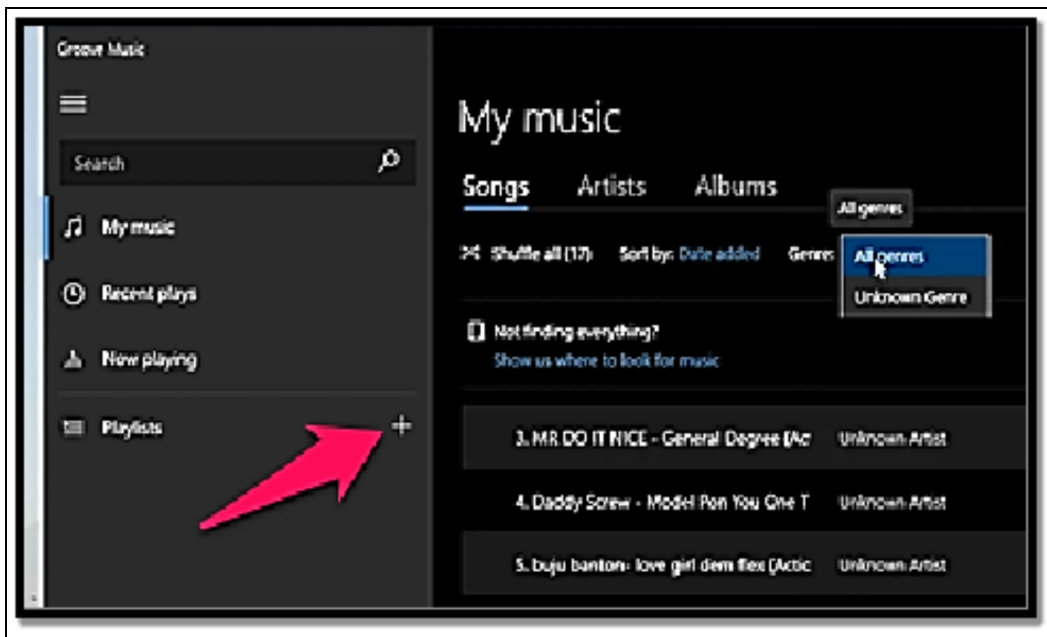 Groove Music
Search
My music
Recent plays
Now playing
Playlists
My music
Songs Artists Albums
All genres
Shuffle all (17) Sort by: Date added Genre: All genres
Unknown Genre
Not finding everything?
Show us where to look for music
3. MR DO IT NICE - General Degree [Ac Unknown Artist
4. Daddy Screw - Model Pon You One T Unknown Artist
5. buju banton- love girl dem flex [Actic Unknown Artist